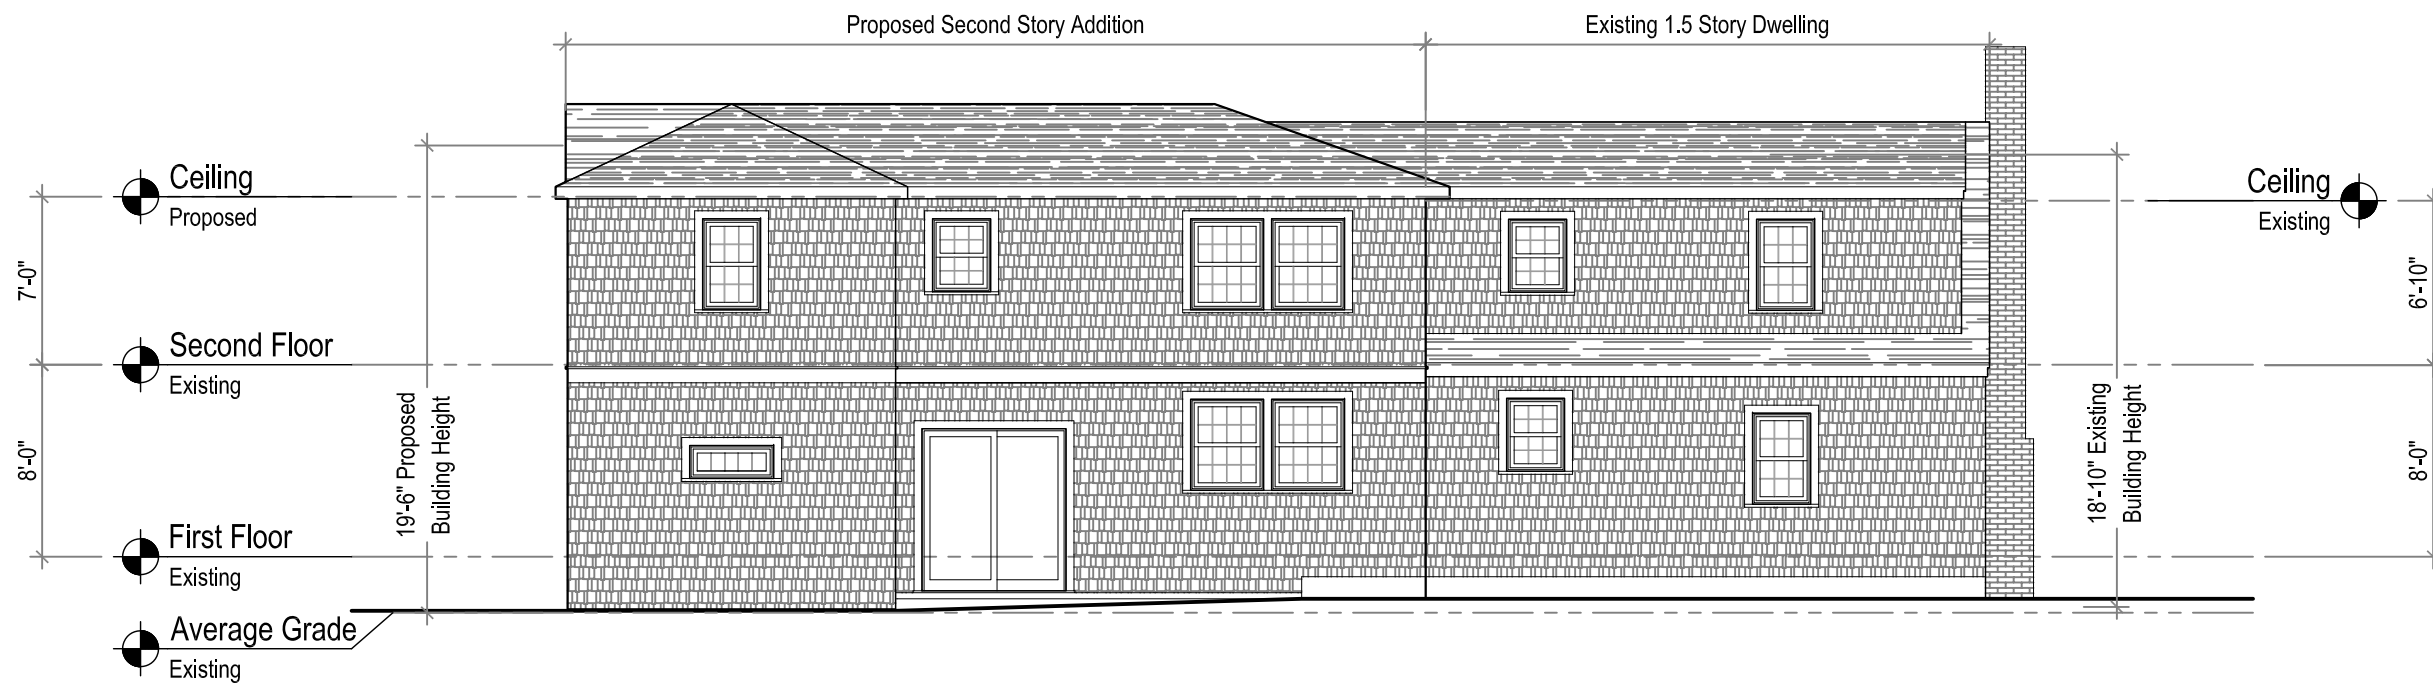 Proposed Second Story Addition
Existing 1.5 Story Dwelling
Ceiling
Proposed
Ceiling
Existing
7'-0"
6'-10"
Second Floor
Existing
19'-6" Proposed
Building Height
18'-10" Existing
Building Height
8'-0"
8'-0"
First Floor
Existing
Average Grade
Existing